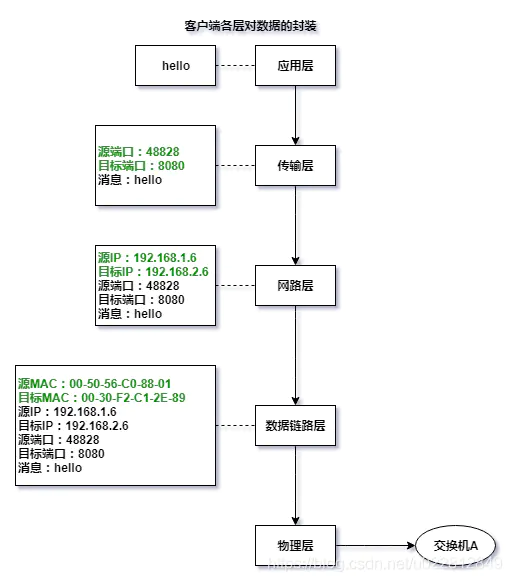 客户端各层对数据的封装
hello
应用层
源端口：48828
目标端口：8080
消息：hello
传输层
源IP：192.168.1.6
目标IP：192.168.2.6
源端口：48828
目标端口：8080
消息：hello
网路层
源MAC：00-50-56-C0-88-01
目标MAC：00-30-F2-C1-2E-89
源IP：192.168.1.6
目标IP：192.168.2.6
源端口：48828
目标端口：8080
消息：hello
数据链路层
物理层
交换机A